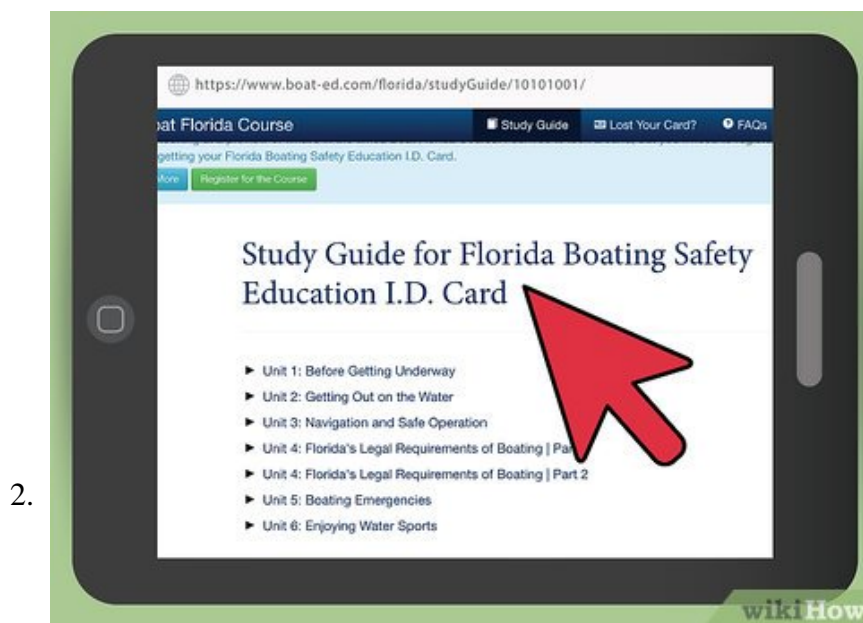 https://www.boat-ed.com/florida/studyGuide/10101001/
at Florida Course Study Guide Lost Your Card? FAQs
getting your Florida Boating Safety Education I.D. Card.
More Register for the Course
Study Guide for Florida Boating Safety
Education I.D. Card
Unit 1: Before Getting Underway
Unit 2: Getting Out on the Water
Unit 3: Navigation and Safe Operation
Unit 4: Florida's Legal Requirements of Boating | Pa
Unit 4: Florida's Legal Requirements of Boating | Part 2
2.
Unit 5: Boating Emergencies
Unit 6: Enjoying Water Sports
wikiHow